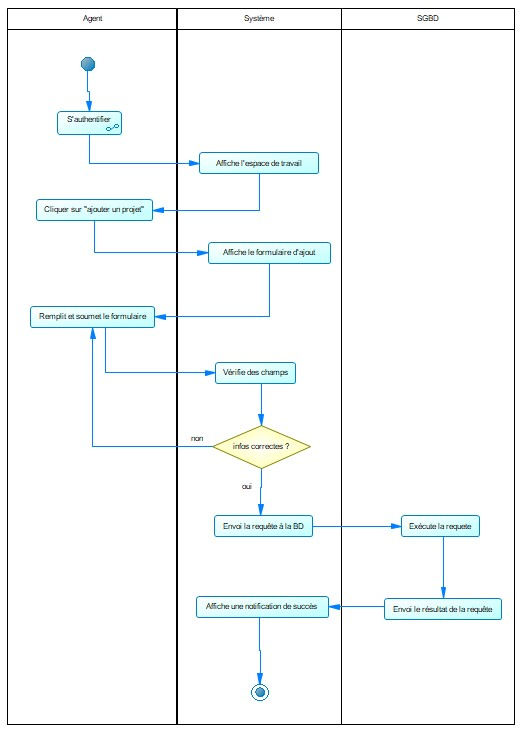 Agent
Système
SGBD
S'authentifier
Affiche l'espace de travail
Cliquer sur "ajouter un projet"
Affiche le formulaire d'ajout
Remplit et soumet le formulaire
Vérifie des champs
non
infos correctes ?
oui
Envoi la requête à la BD
Exécute la requete
Affiche une notification de succès
Envoi le résultat de la requête